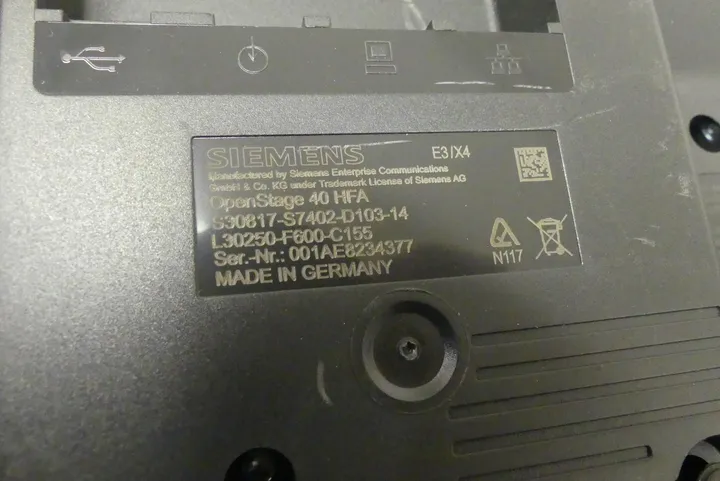 SIEMENS E3/X4
Manufactured by Siemens Enterprise Communications
GmbH & Co. KG under Trademark License of Siemens AG
OpenStage 40 HFA
S30817-S7402-D103-14
L30250-F600-C155
Ser.-Nr.: 001AE8234377
MADE IN GERMANY
N117